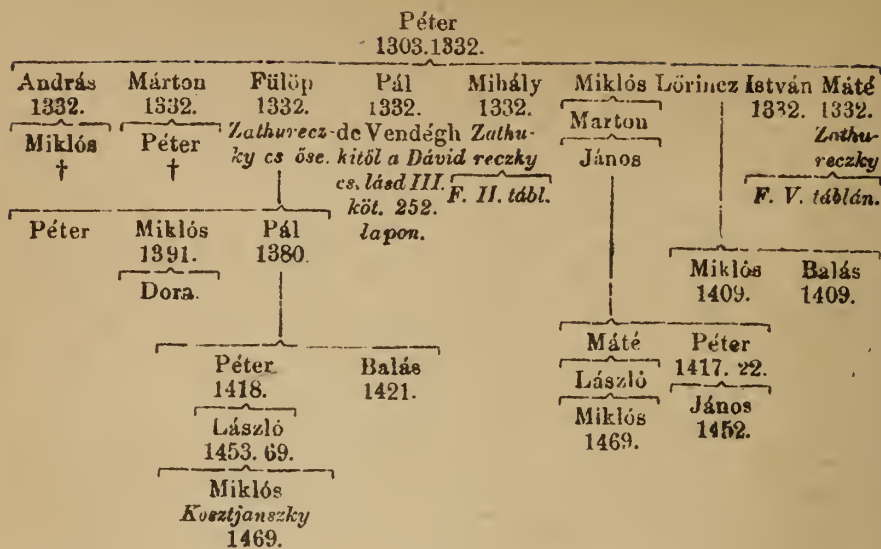 Péter
1303.1332.
András Márton Fülöp Pál Mihály Miklós Lőrincz István Máté
1332. 1332. 1332. 1332. 1332. 1332. 1332.
Miklós Péter Zathurecz- de Vendégh Zathu- Marton Zathu-
† † ky cs őse. kitől a Dávid reczky János reczky
cs. lásd III. F. II. tábl. F. V. táblán.
köt. 252.
lapon.
Péter Miklós Pál
1391. 1380.
Dora.
Miklós Balás
1409. 1409.
Péter Balás Máté Péter
1418. 1421. László 1417. 22.
László Miklós János
1453. 69. 1469. 1452.
Miklós
Kosztjanszky
1469.